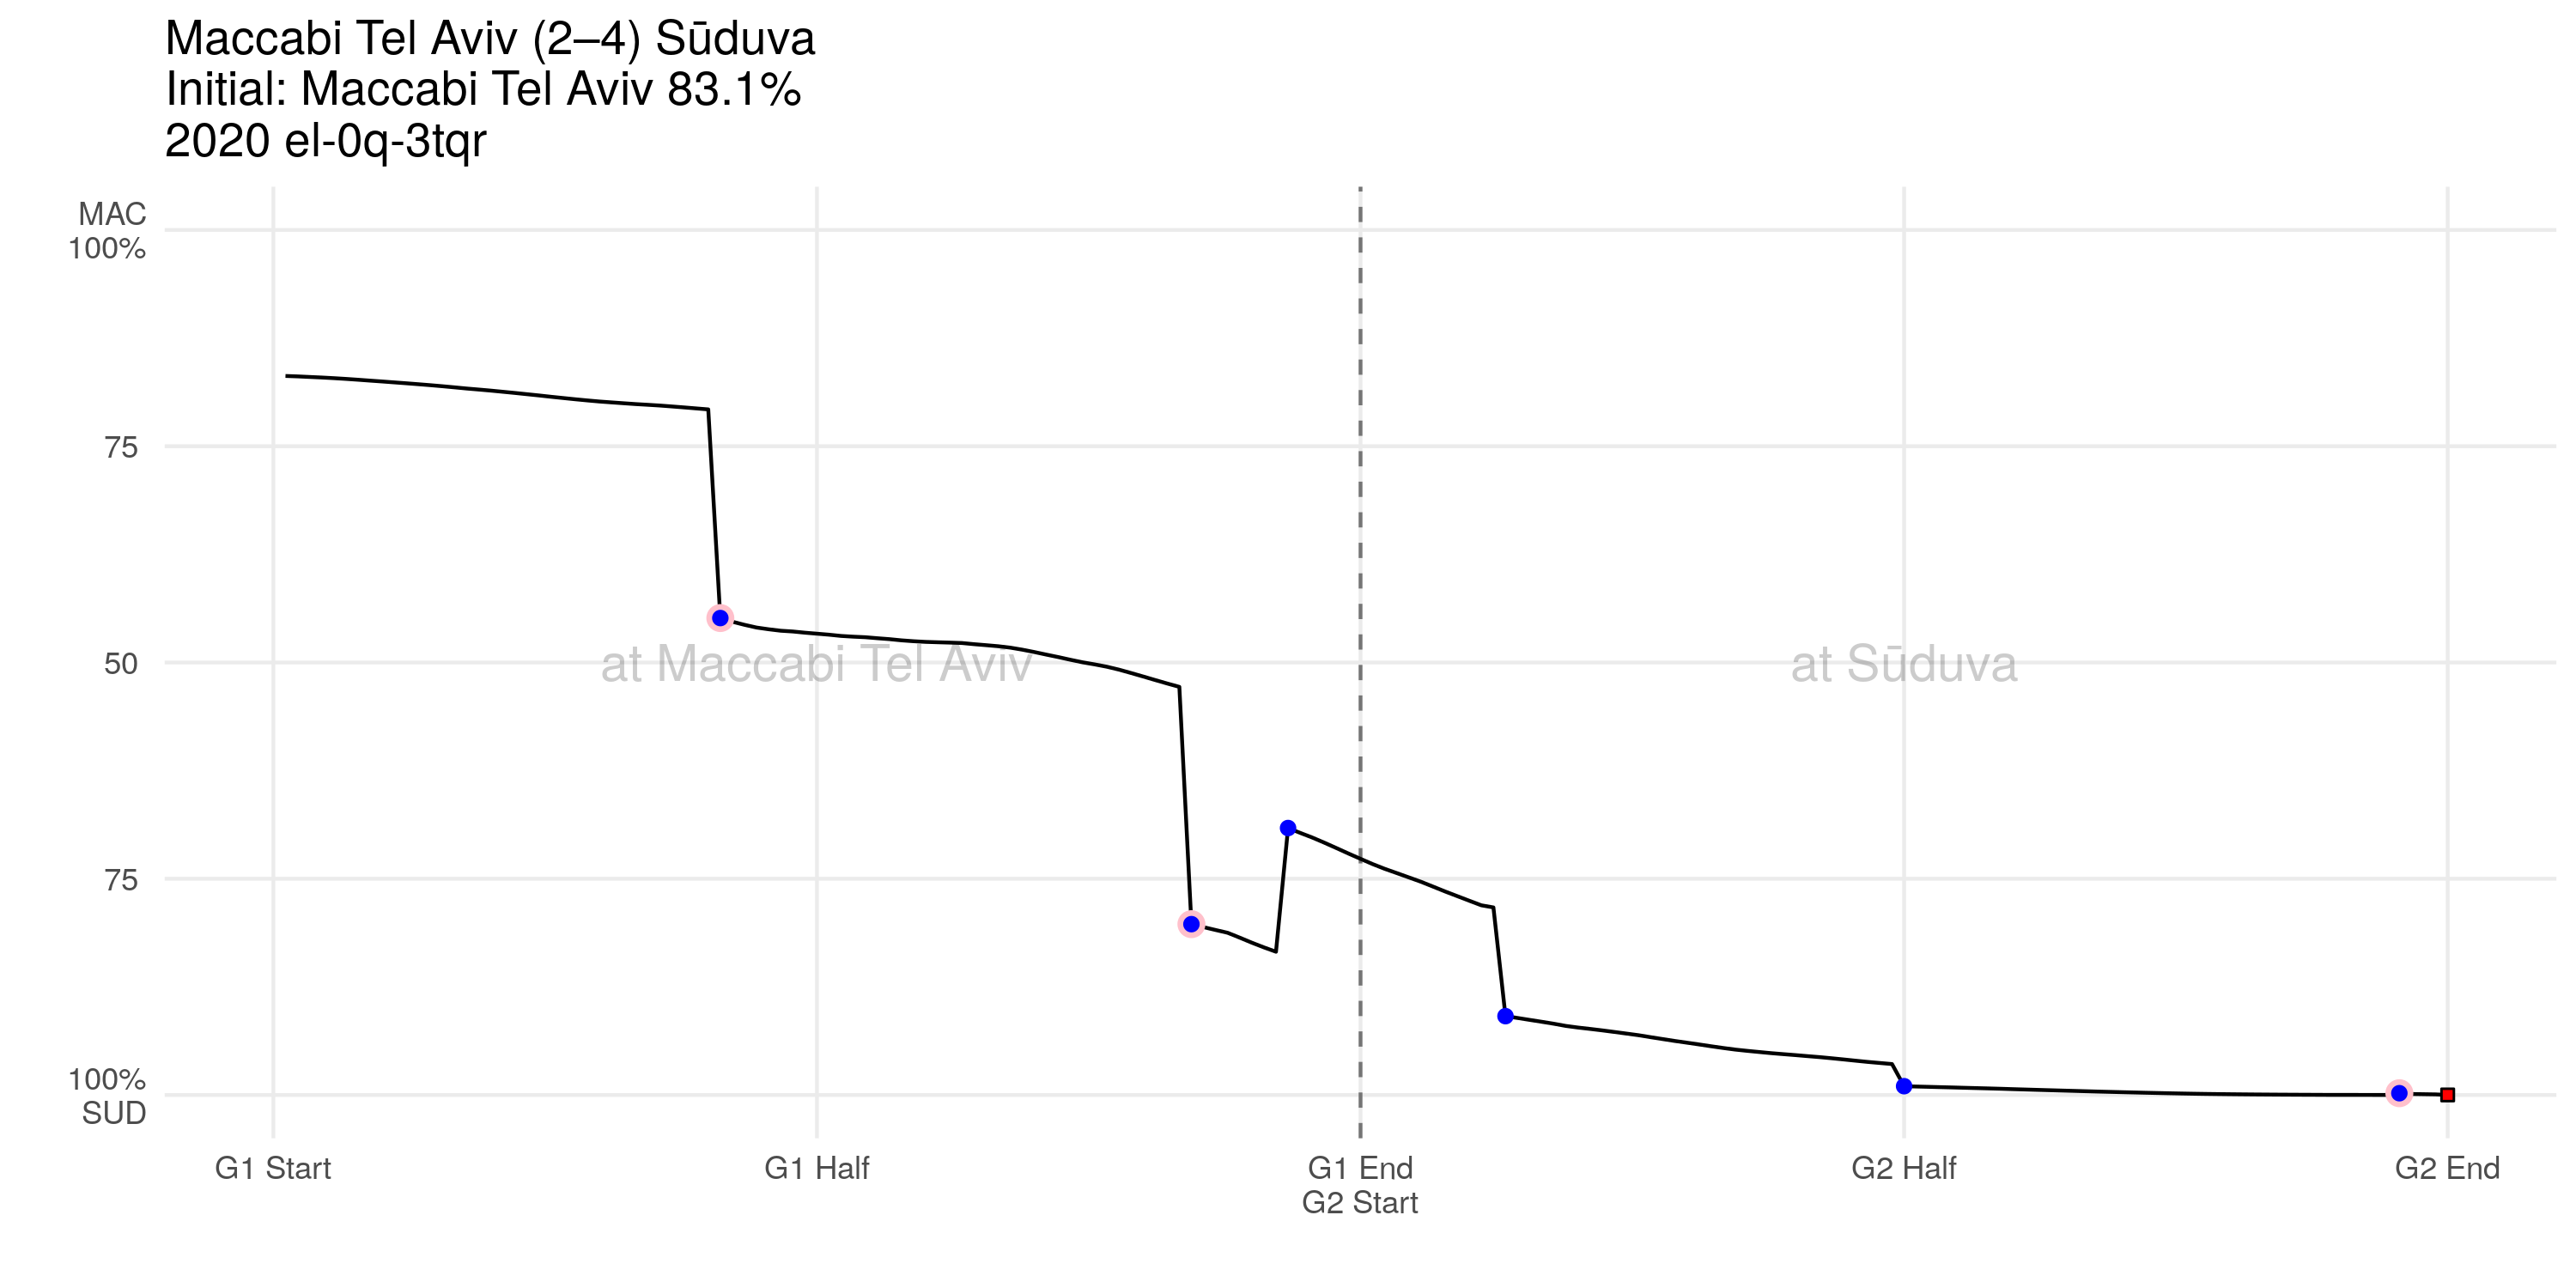 Maccabi Tel Aviv (2–4) Sūduva
Initial: Maccabi Tel Aviv 83.1%
2020 el-0q-3tqr
MAC
100%
75
50
75
100%
SUD
at Maccabi Tel Aviv
at Sūduva
G1 Start
G1 Half
G1 End
G2 Start
G2 Half
G2 End